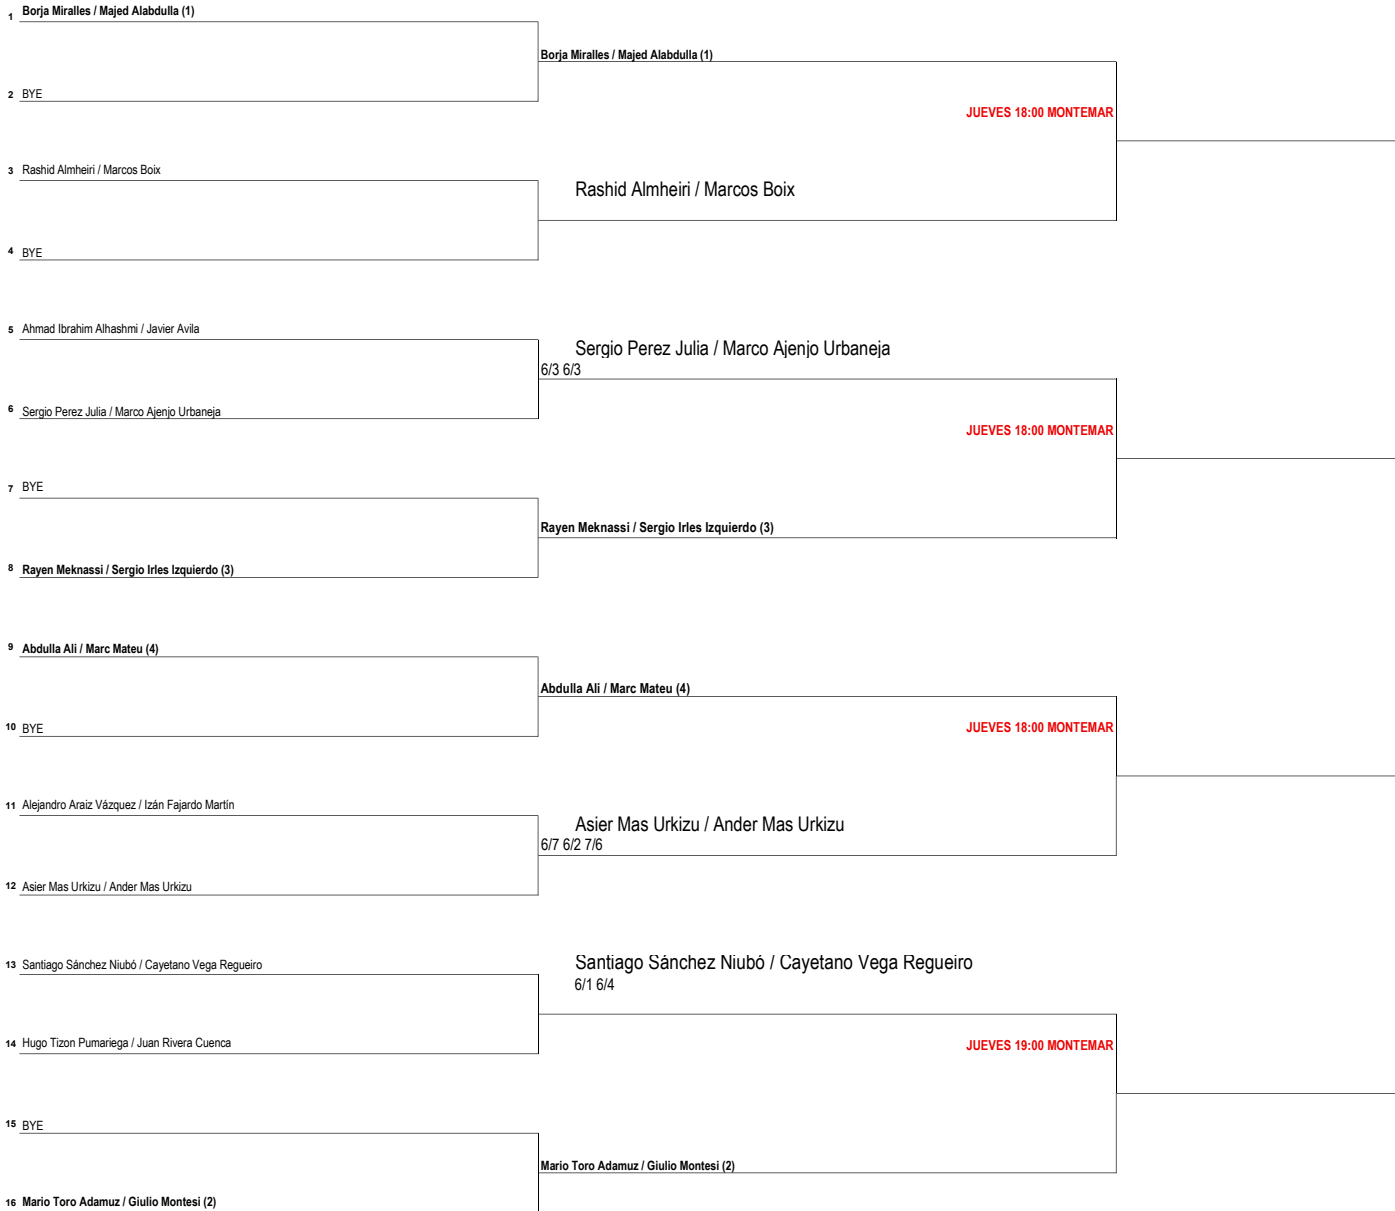 1 Borja Miralles / Majed Alabdulla (1)
Borja Miralles / Majed Alabdulla (1)
2 BYE
JUEVES 18:00 MONTEMAR
3 Rashid Almheiri / Marcos Boix
Rashid Almheiri / Marcos Boix
4 BYE
5 Ahmad Ibrahim Alhashmi / Javier Avila
Sergio Perez Julia / Marco Ajenjo Urbaneja
6/3 6/3
6 Sergio Perez Julia / Marco Ajenjo Urbaneja
JUEVES 18:00 MONTEMAR
7 BYE
Rayen Meknassi / Sergio Irles Izquierdo (3)
8 Rayen Meknassi / Sergio Irles Izquierdo (3)
9 Abdulla Ali / Marc Mateu (4)
Abdulla Ali / Marc Mateu (4)
10 BYE
JUEVES 18:00 MONTEMAR
11 Alejandro Araiz Vázquez / Izán Fajardo Martín
Asier Mas Urkizu / Ander Mas Urkizu
6/7 6/2 7/6
12 Asier Mas Urkizu / Ander Mas Urkizu
13 Santiago Sánchez Niubó / Cayetano Vega Regueiro
Santiago Sánchez Niubó / Cayetano Vega Regueiro
6/1 6/4
14 Hugo Tizon Pumariega / Juan Rivera Cuenca
JUEVES 19:00 MONTEMAR
15 BYE
Mario Toro Adamuz / Giulio Montesi (2)
16 Mario Toro Adamuz / Giulio Montesi (2)